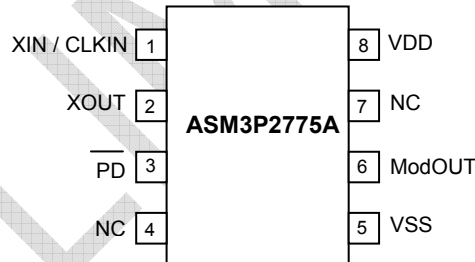 XIN / CLKIN 1 8 VDD
XOUT 2 7 NC
ASM3P2775A
PD 3 6 ModOUT
NC 4 5 VSS